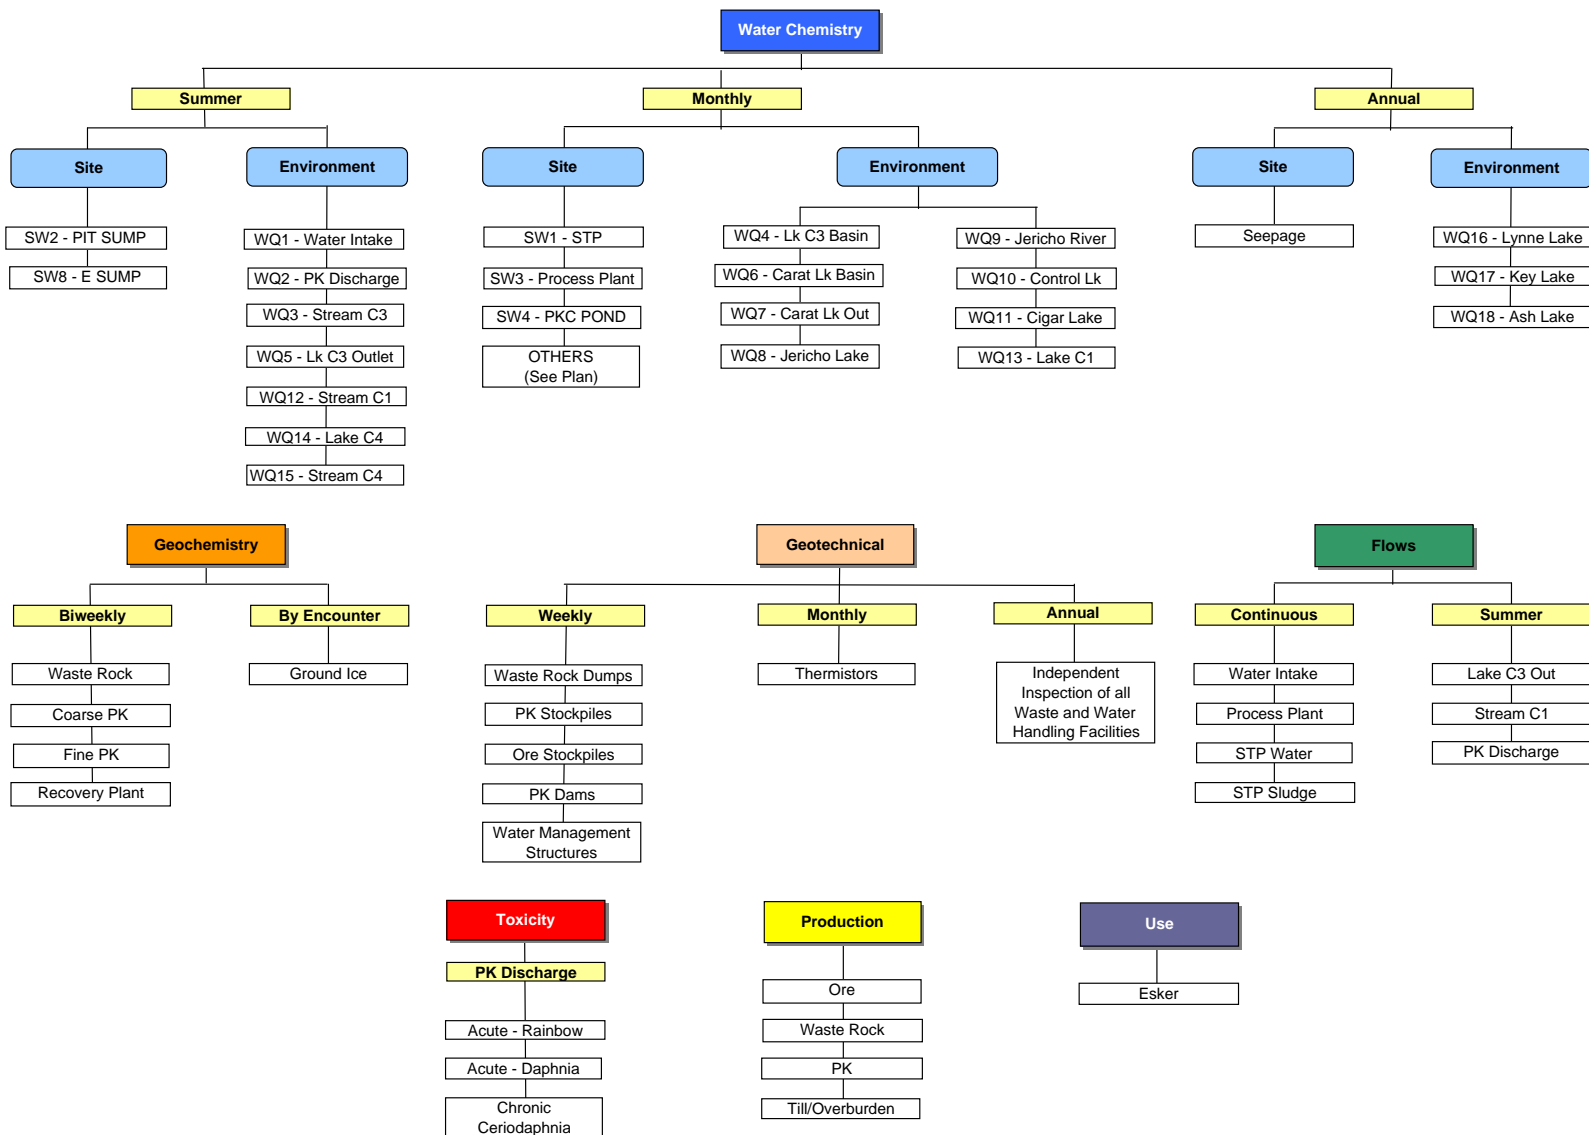 Water Chemistry
Summer
Monthly
Annual
Site
Environment
Site
Environment
Site
Environment
SW2 - PIT SUMP
SW8 - E SUMP
WQ1 - Water Intake
WQ2 - PK Discharge
WQ3 - Stream C3
WQ5 - Lk C3 Outlet
WQ12 - Stream C1
WQ14 - Lake C4
WQ15 - Stream C4
SW1 - STP
SW3 - Process Plant
SW4 - PKC POND
OTHERS
(See Plan)
WQ4 - Lk C3 Basin
WQ6 - Carat Lk Basin
WQ7 - Carat Lk Out
WQ8 - Jericho Lake
WQ9 - Jericho River
WQ10 - Control Lk
WQ11 - Cigar Lake
WQ13 - Lake C1
Seepage
WQ16 - Lynne Lake
WQ17 - Key Lake
WQ18 - Ash Lake
Geochemistry
Biweekly
By Encounter
Waste Rock
Coarse PK
Fine PK
Recovery Plant
Ground Ice
Geotechnical
Weekly
Monthly
Annual
Waste Rock Dumps
PK Stockpiles
Ore Stockpiles
PK Dams
Water Management
Structures
Thermistors
Independent
Inspection of all
Waste and Water
Handling Facilities
Flows
Continuous
Summer
Water Intake
Process Plant
STP Water
STP Sludge
Lake C3 Out
Stream C1
PK Discharge
Toxicity
PK Discharge
Acute - Rainbow
Acute - Daphnia
Chronic
Ceriodaphnia
Production
Ore
Waste Rock
PK
Till/Overburden
Use
Esker